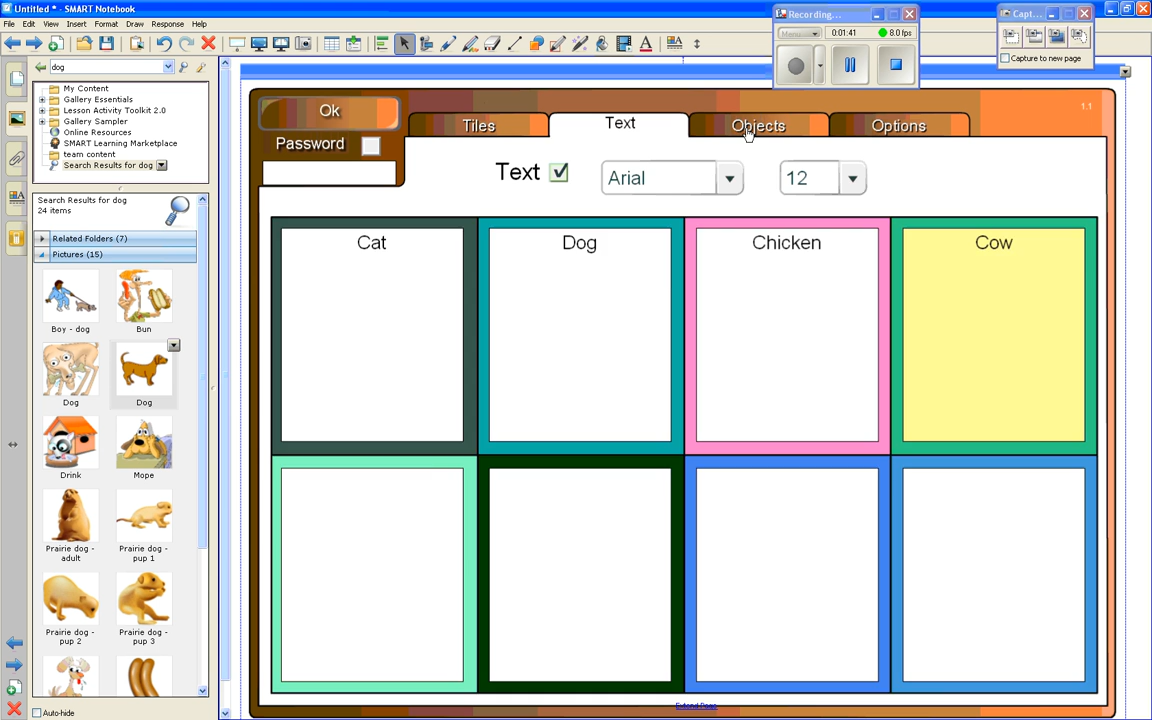 Untitled * - SMART Notebook
File Edit View Insert Format Draw Response Help
Recording...
Menu
0:01:41
8.0 fps
Capt...
Capture to new page
dog
My Content
Gallery Essentials
Lesson Activity Toolkit 2.0
Gallery Sampler
Online Resources
SMART Learning Marketplace
team content
Search Results for dog
Search Results for dog
24 items
Related Folders (7)
Pictures (15)
Boy - dog
Bun
Dog
Dog
Drink
Mope
Prairie dog - adult
Prairie dog - pup 1
Prairie dog - pup 2
Prairie dog - pup 3
Auto-hide
Ok
Password
Tiles
Text
Objects
Options
1.1
Text
Arial
12
Cat
Dog
Chicken
Cow
Extend Page